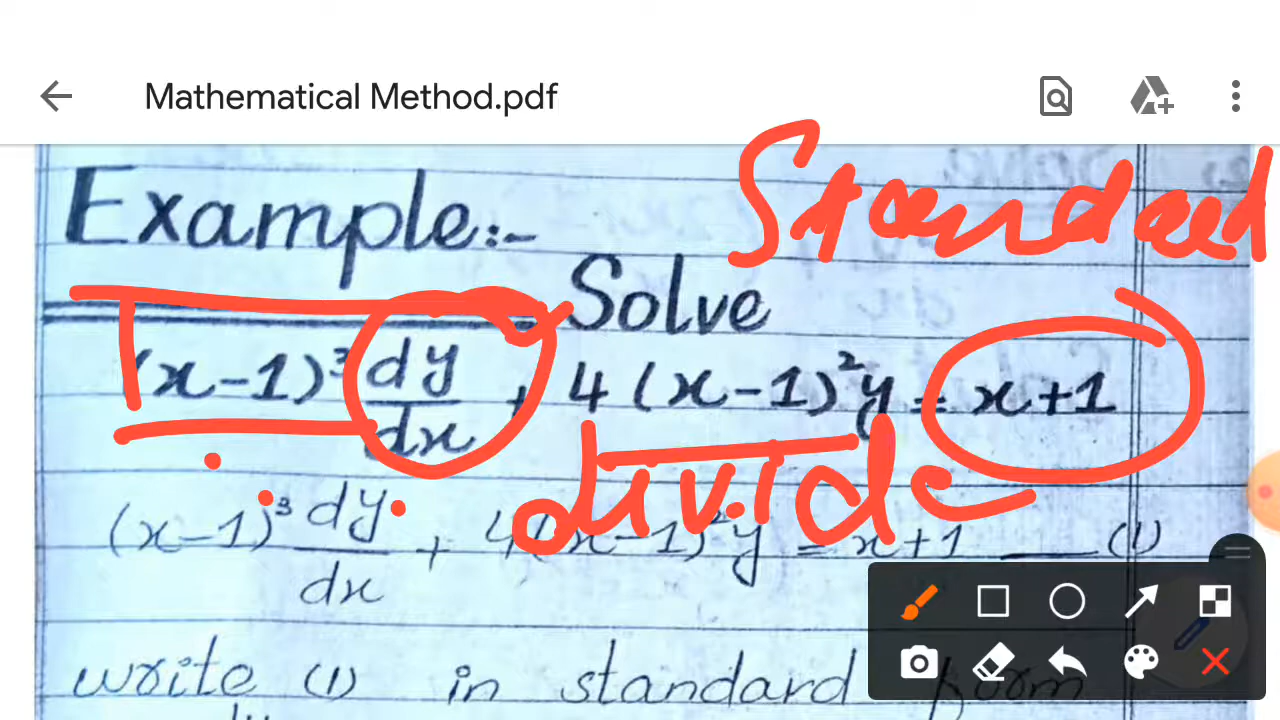 Mathematical Method.pdf
Standard
Example:-
Solve
(x-1)³ dy/dx + 4(x-1)²y = x+1
divide
(x-1)³ dy/dx + 4(x-1)²y = x+1 —(1)
write (1) in standard form